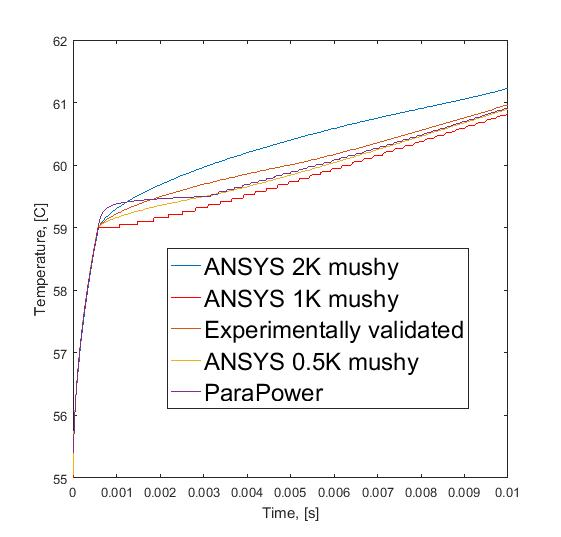 62
61
60
59
58
57
56
55
Temperature, [C]
ANSYS 2K mushy
ANSYS 1K mushy
Experimentally validated
ANSYS 0.5K mushy
ParaPower
0 0.001 0.002 0.003 0.004 0.005 0.006 0.007 0.008 0.009 0.01
Time, [s]